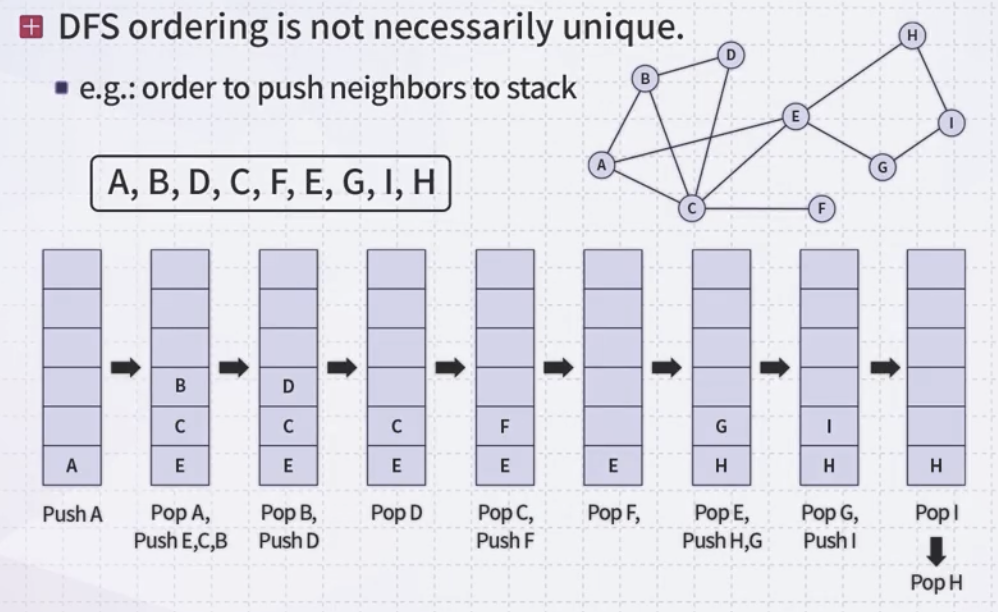 DFS ordering is not necessarily unique.
e.g.: order to push neighbors to stack
A, B, D, C, F, E, G, I, H
H
D
B
E
I
A
G
C
F
B D
C C C F G I
A E E E E E H H H
Push A Pop A, Pop B, Pop D Pop C, Pop F, Pop E, Pop G, Pop I
Push E,C,B Push D Push F Push H,G Push I
Pop H